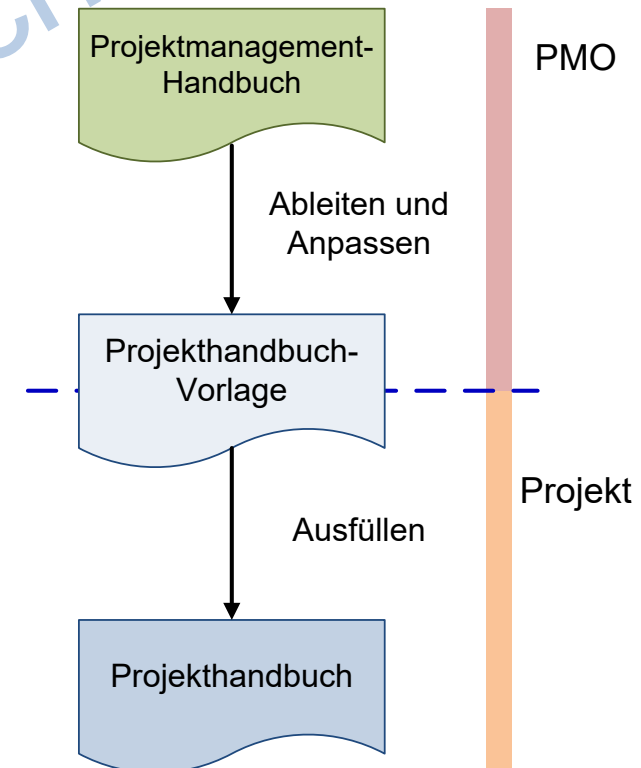 Projektmanagement-
Handbuch
PMO
Ableiten und
Anpassen
Projekthandbuch-
Vorlage
Projekt
Ausfüllen
Projekthandbuch